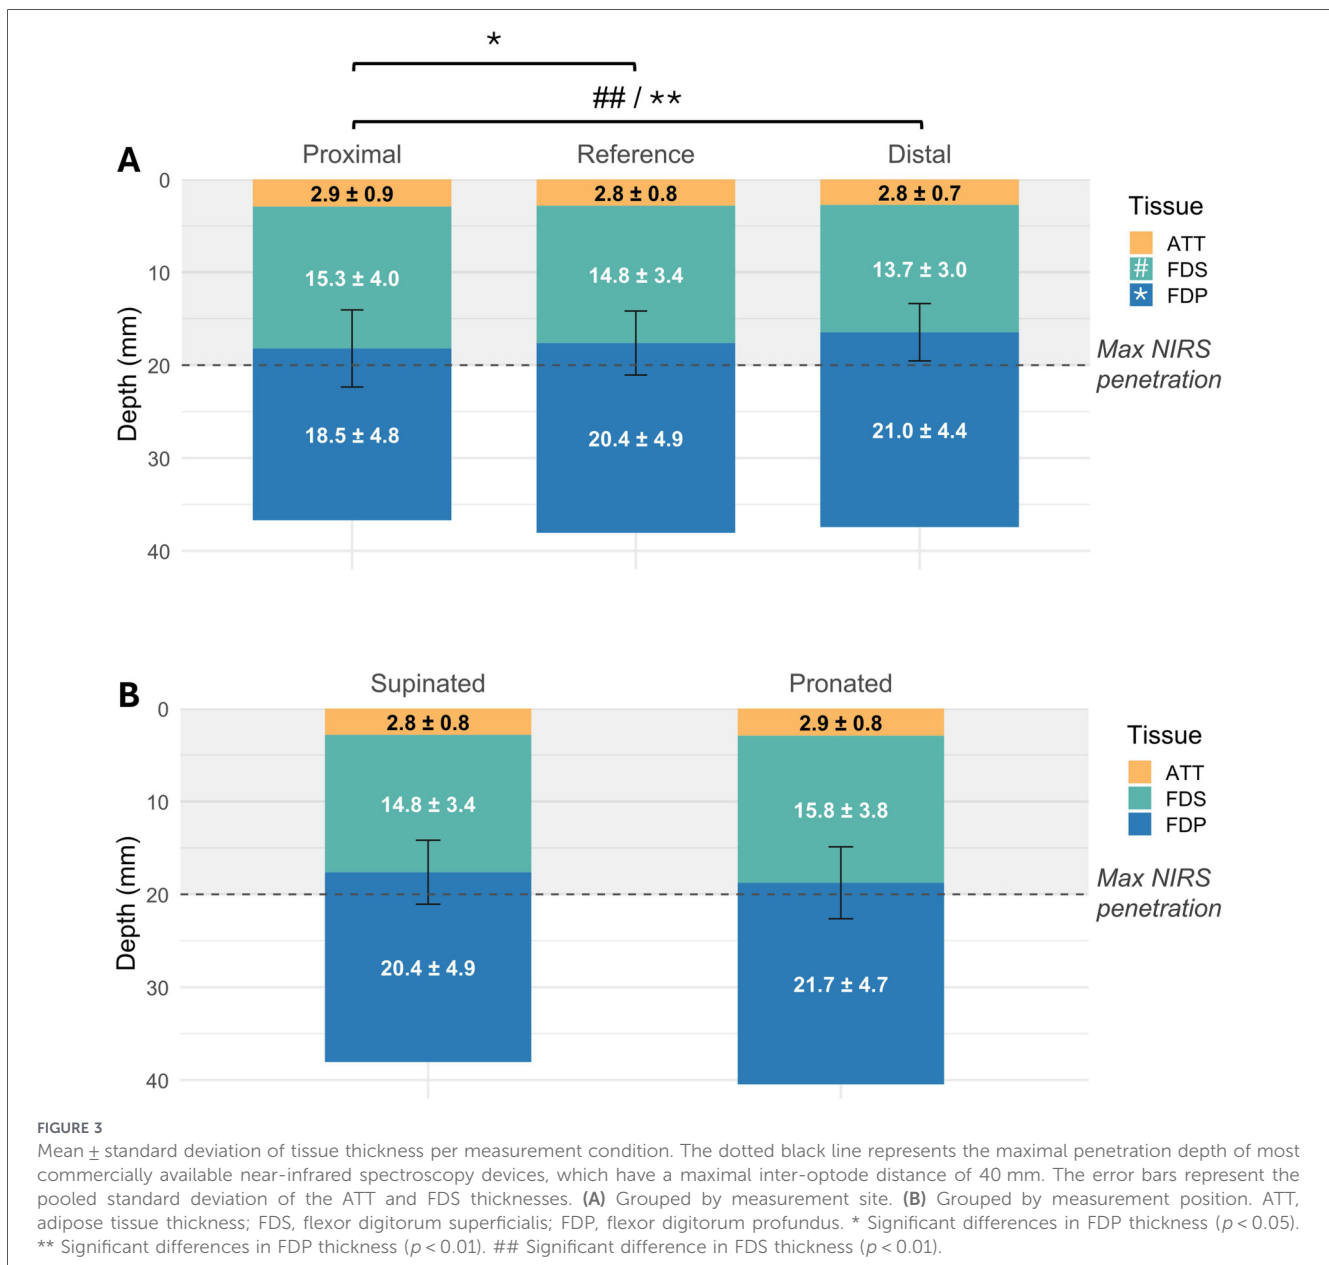 *
## / **
A
Proximal Reference Distal
0
10
20
30
40
Depth (mm)
2.9 ± 0.9 2.8 ± 0.8 2.8 ± 0.7
15.3 ± 4.0 14.8 ± 3.4 13.7 ± 3.0
18.5 ± 4.8 20.4 ± 4.9 21.0 ± 4.4
Tissue
ATT
# FDS
* FDP
Max NIRS
penetration
B
Supinated Pronated
0
10
20
30
40
Depth (mm)
2.8 ± 0.8 2.9 ± 0.8
14.8 ± 3.4 15.8 ± 3.8
20.4 ± 4.9 21.7 ± 4.7
Tissue
ATT
FDS
FDP
Max NIRS
penetration
FIGURE 3
Mean ± standard deviation of tissue thickness per measurement condition. The dotted black line represents the maximal penetration depth of most
commercially available near-infrared spectroscopy devices, which have a maximal inter-optode distance of 40 mm. The error bars represent the
pooled standard deviation of the ATT and FDS thicknesses. (A) Grouped by measurement site. (B) Grouped by measurement position. ATT,
adipose tissue thickness; FDS, flexor digitorum superficialis; FDP, flexor digitorum profundus. * Significant differences in FDP thickness (p < 0.05).
** Significant differences in FDP thickness (p < 0.01). ## Significant difference in FDS thickness (p < 0.01).